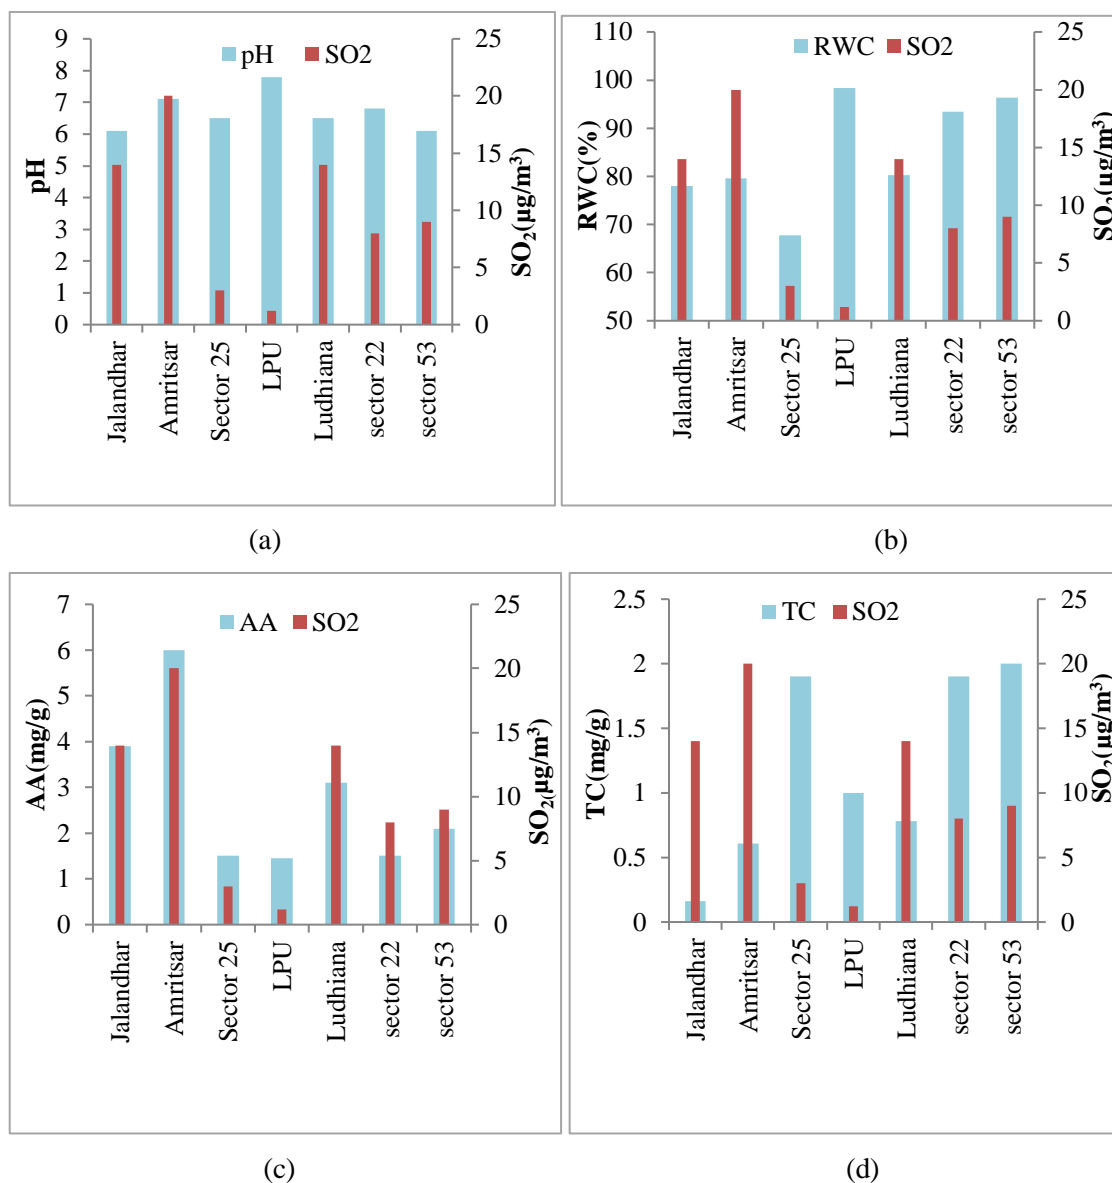 pH SO2
9
8
7
6
5
4
3
2
1
0
pH
25
20
15
10
5
0
SO₂(µg/m³)
Jalandhar
Amritsar
Sector 25
LPU
Ludhiana
sector 22
sector 53
(a)
RWC SO2
110
100
90
80
70
60
50
RWC(%)
25
20
15
10
5
0
SO₂(µg/m³)
Jalandhar
Amritsar
Sector 25
LPU
Ludhiana
sector 22
sector 53
(b)
AA SO2
7
6
5
4
3
2
1
0
AA(mg/g)
25
20
15
10
5
0
SO₂(µg/m³)
Jalandhar
Amritsar
Sector 25
LPU
Ludhiana
sector 22
sector 53
(c)
TC SO2
2.5
2
1.5
1
0.5
0
TC(mg/g)
25
20
15
10
5
0
SO₂(µg/m³)
Jalandhar
Amritsar
Sector 25
LPU
Ludhiana
sector 22
sector 53
(d)